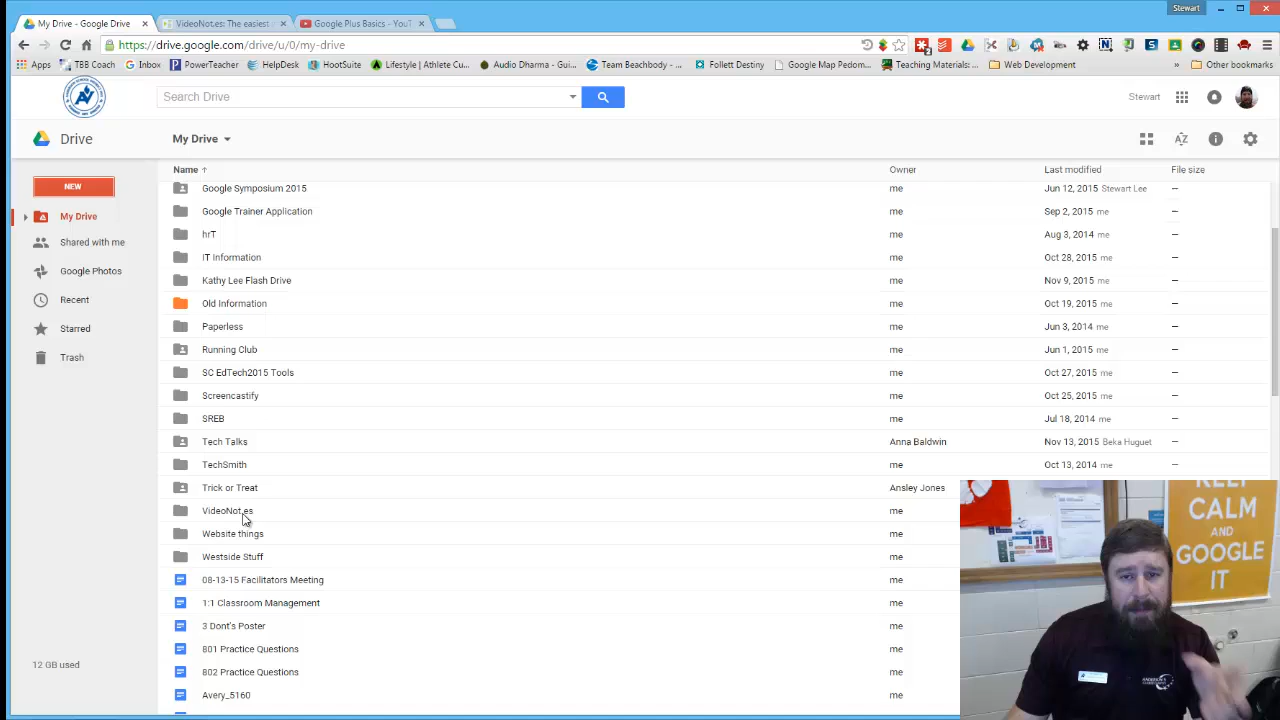 Stewart
My Drive - Google Drive
VideoNot.es: The easiest
Google Plus Basics - YouT
https://drive.google.com/drive/u/0/my-drive
2
Apps
TBB Coach
Inbox
PowerTeacher
HelpDesk
HootSuite
Lifestyle | Athlete Cu...
Audio Dharma - Gui...
Team Beachbody - ...
Follett Destiny
Google Map Pedom...
Teaching Materials: ...
Web Development
»
Other bookmarks
AV
Search Drive
Stewart
Drive
My Drive
AZ
Name
Owner
Last modified
File size
NEW
My Drive
Shared with me
Google Photos
Recent
Starred
Trash
12 GB used
Google Symposium 2015 me Jun 12, 2015 Stewart Lee –
Google Trainer Application me Sep 2, 2015 me –
hrT me Aug 3, 2014 me –
IT Information me Oct 28, 2015 me –
Kathy Lee Flash Drive me Nov 9, 2015 me –
Old Information me Oct 19, 2015 me –
Paperless me Jun 3, 2014 me –
Running Club me Jun 1, 2015 me –
SC EdTech2015 Tools me Oct 27, 2015 me –
Screencastify me Oct 25, 2015 me –
SREB me Jul 18, 2014 me –
Tech Talks Anna Baldwin Nov 13, 2015 Beka Huguet –
TechSmith me Oct 13, 2014 me –
Trick or Treat Ansley Jones
VideoNot.es me
Website things me
Westside Stuff me
08-13-15 Facilitators Meeting me
1:1 Classroom Management me
3 Dont's Poster me
801 Practice Questions me
802 Practice Questions me
Avery_5160 me
KEEP
CALM
AND
GOOGLE
IT